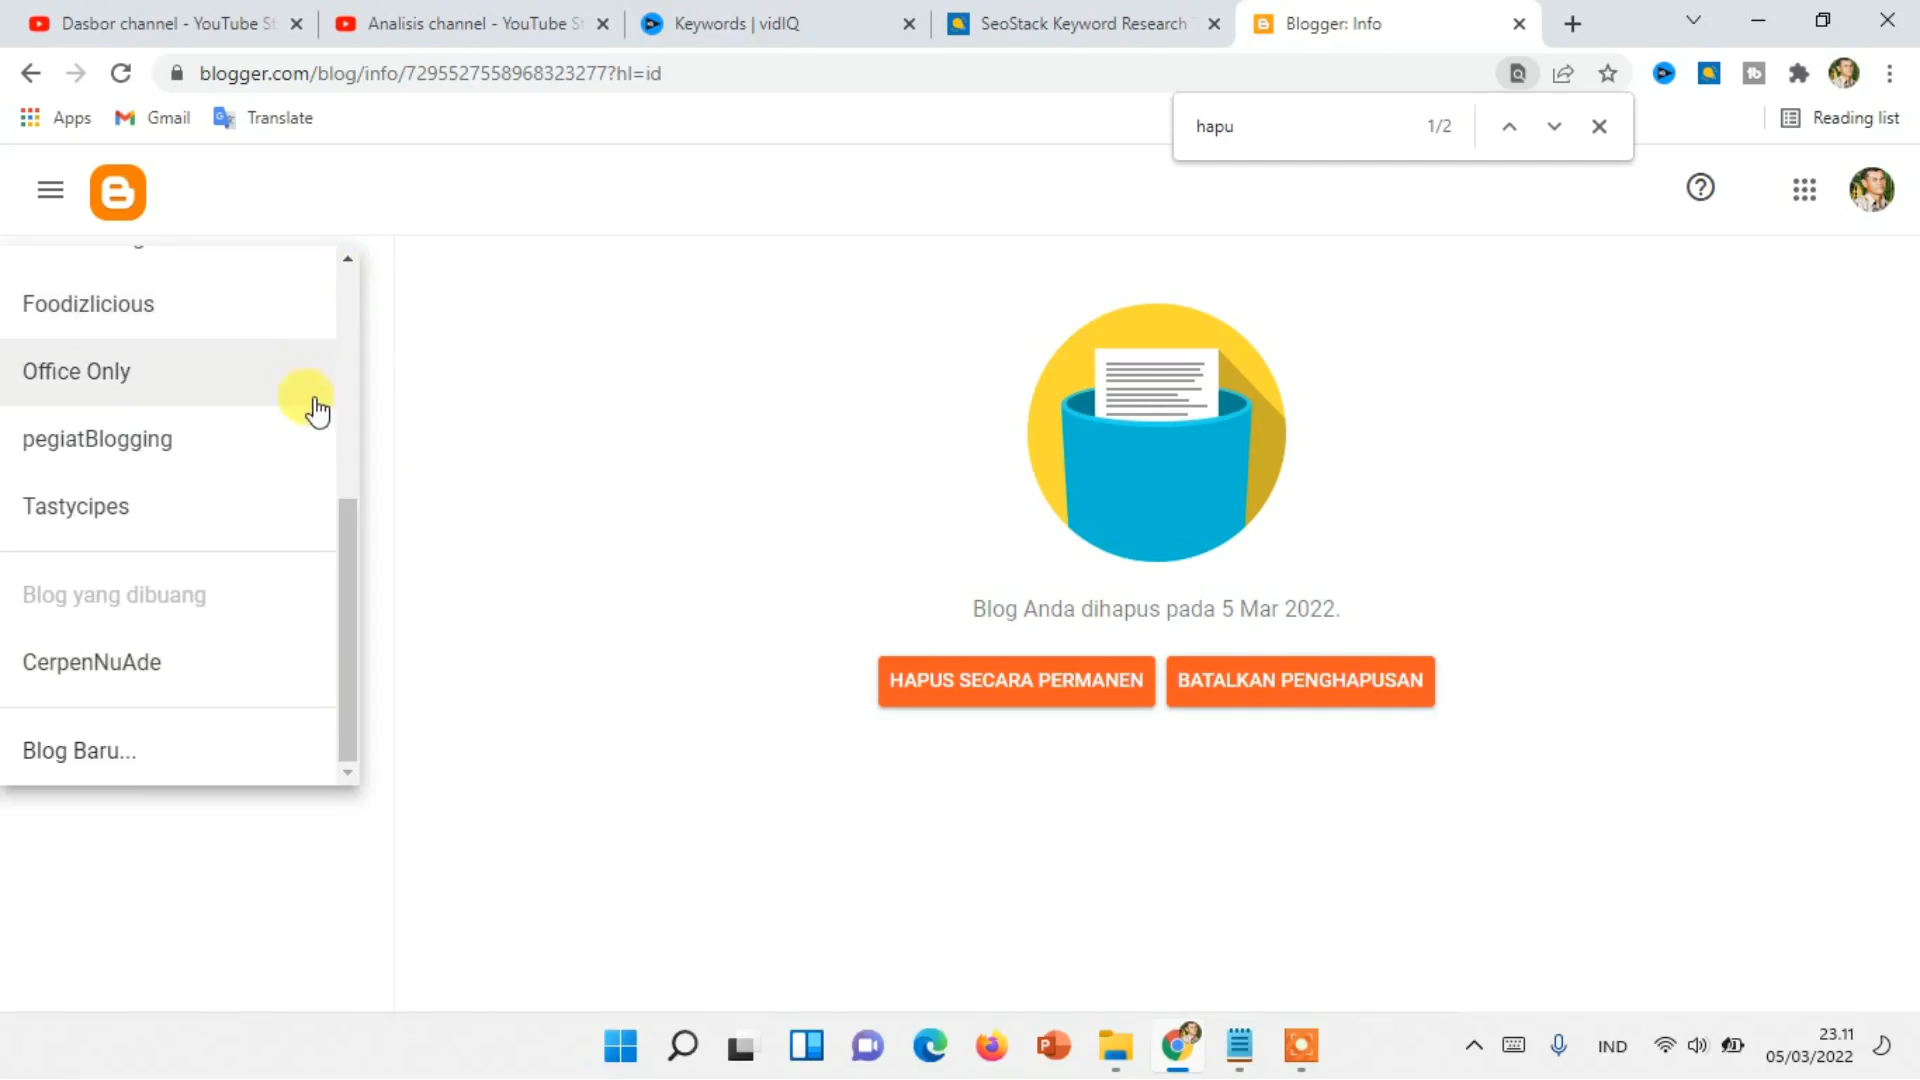 Dasbor channel - YouTube St
Analisis channel - YouTube St
Keywords | vidIQ
SeoStack Keyword Research
Blogger: Info
blogger.com/blog/info/7295527558968323277?hl=id
Apps
Gmail
Translate
hapu
1/2
Reading list
Foodizlicious
Office Only
pegiatBlogging
Tastycipes
Blog yang dibuang
CerpenNuAde
Blog Baru...
Blog Anda dihapus pada 5 Mar 2022.
HAPUS SECARA PERMANEN
BATALKAN PENGHAPUSAN
IND
23.11
05/03/2022